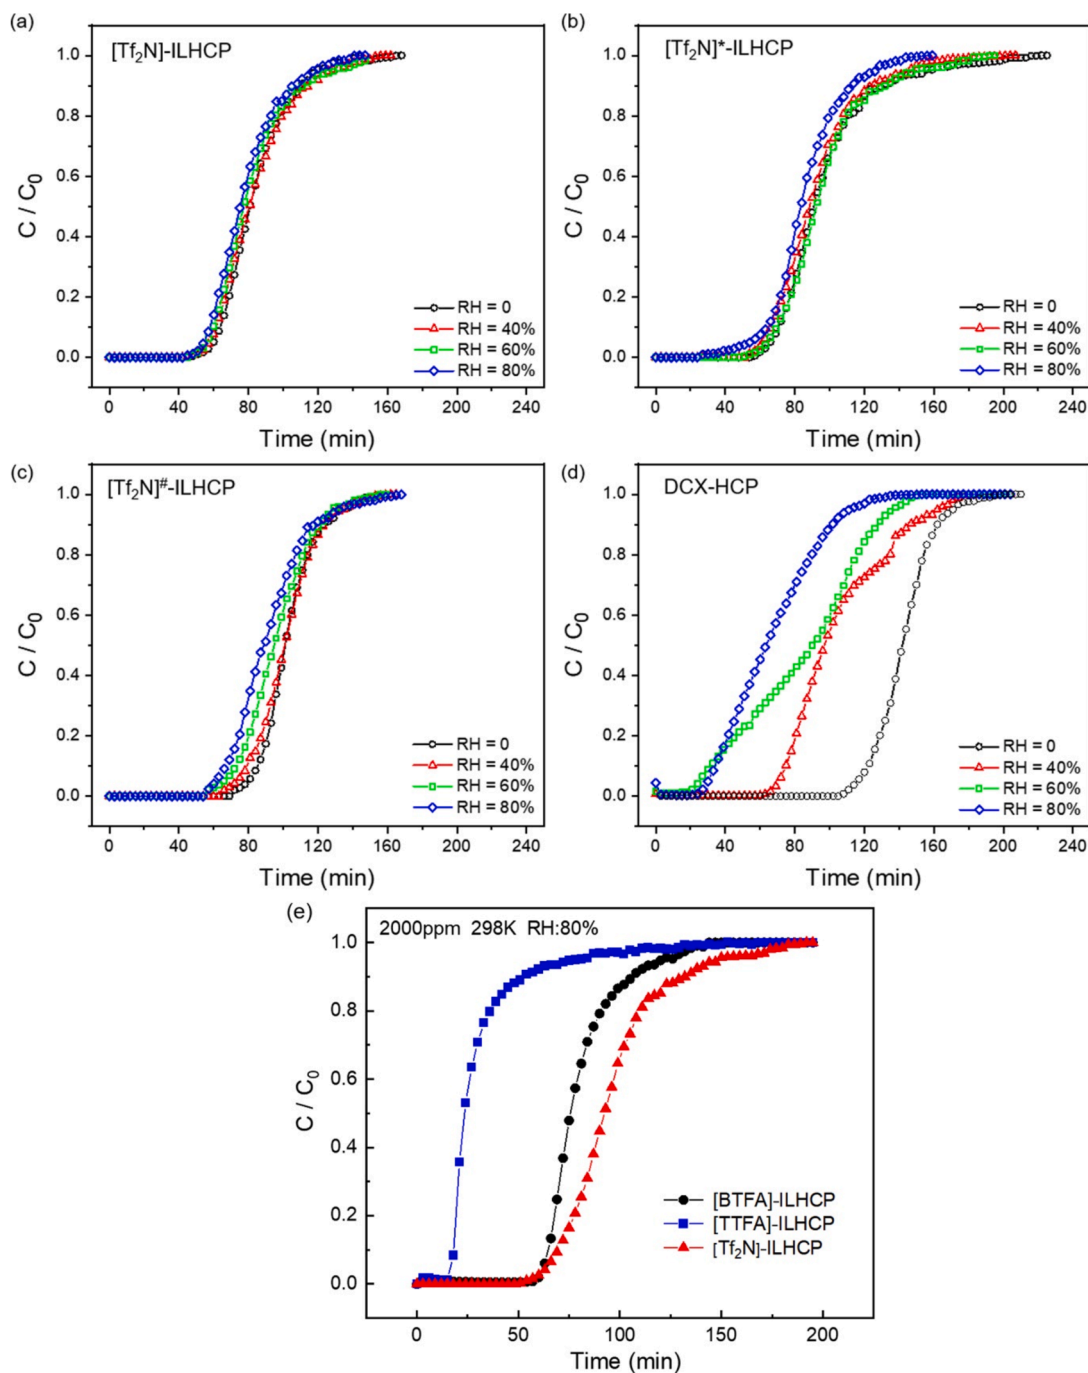 (a)
[Tf₂N]-ILHCP
1.0
0.8
0.6
0.4
0.2
0.0
C / C₀
RH = 0
RH = 40%
RH = 60%
RH = 80%
0 40 80 120 160 200 240
Time (min)
(b)
[Tf₂N]*-ILHCP
1.0
0.8
0.6
0.4
0.2
0.0
C / C₀
RH = 0
RH = 40%
RH = 60%
RH = 80%
0 40 80 120 160 200 240
Time (min)
(c)
[Tf₂N]#-ILHCP
1.0
0.8
0.6
0.4
0.2
0.0
C / C₀
RH = 0
RH = 40%
RH = 60%
RH = 80%
0 40 80 120 160 200 240
Time (min)
(d)
DCX-HCP
1.0
0.8
0.6
0.4
0.2
0.0
C / C₀
RH = 0
RH = 40%
RH = 60%
RH = 80%
0 40 80 120 160 200 240
Time (min)
(e)
2000ppm 298K RH:80%
1.0
0.8
0.6
0.4
0.2
0.0
C / C₀
[BTFA]-ILHCP
[TTFA]-ILHCP
[Tf₂N]-ILHCP
0 50 100 150 200
Time (min)